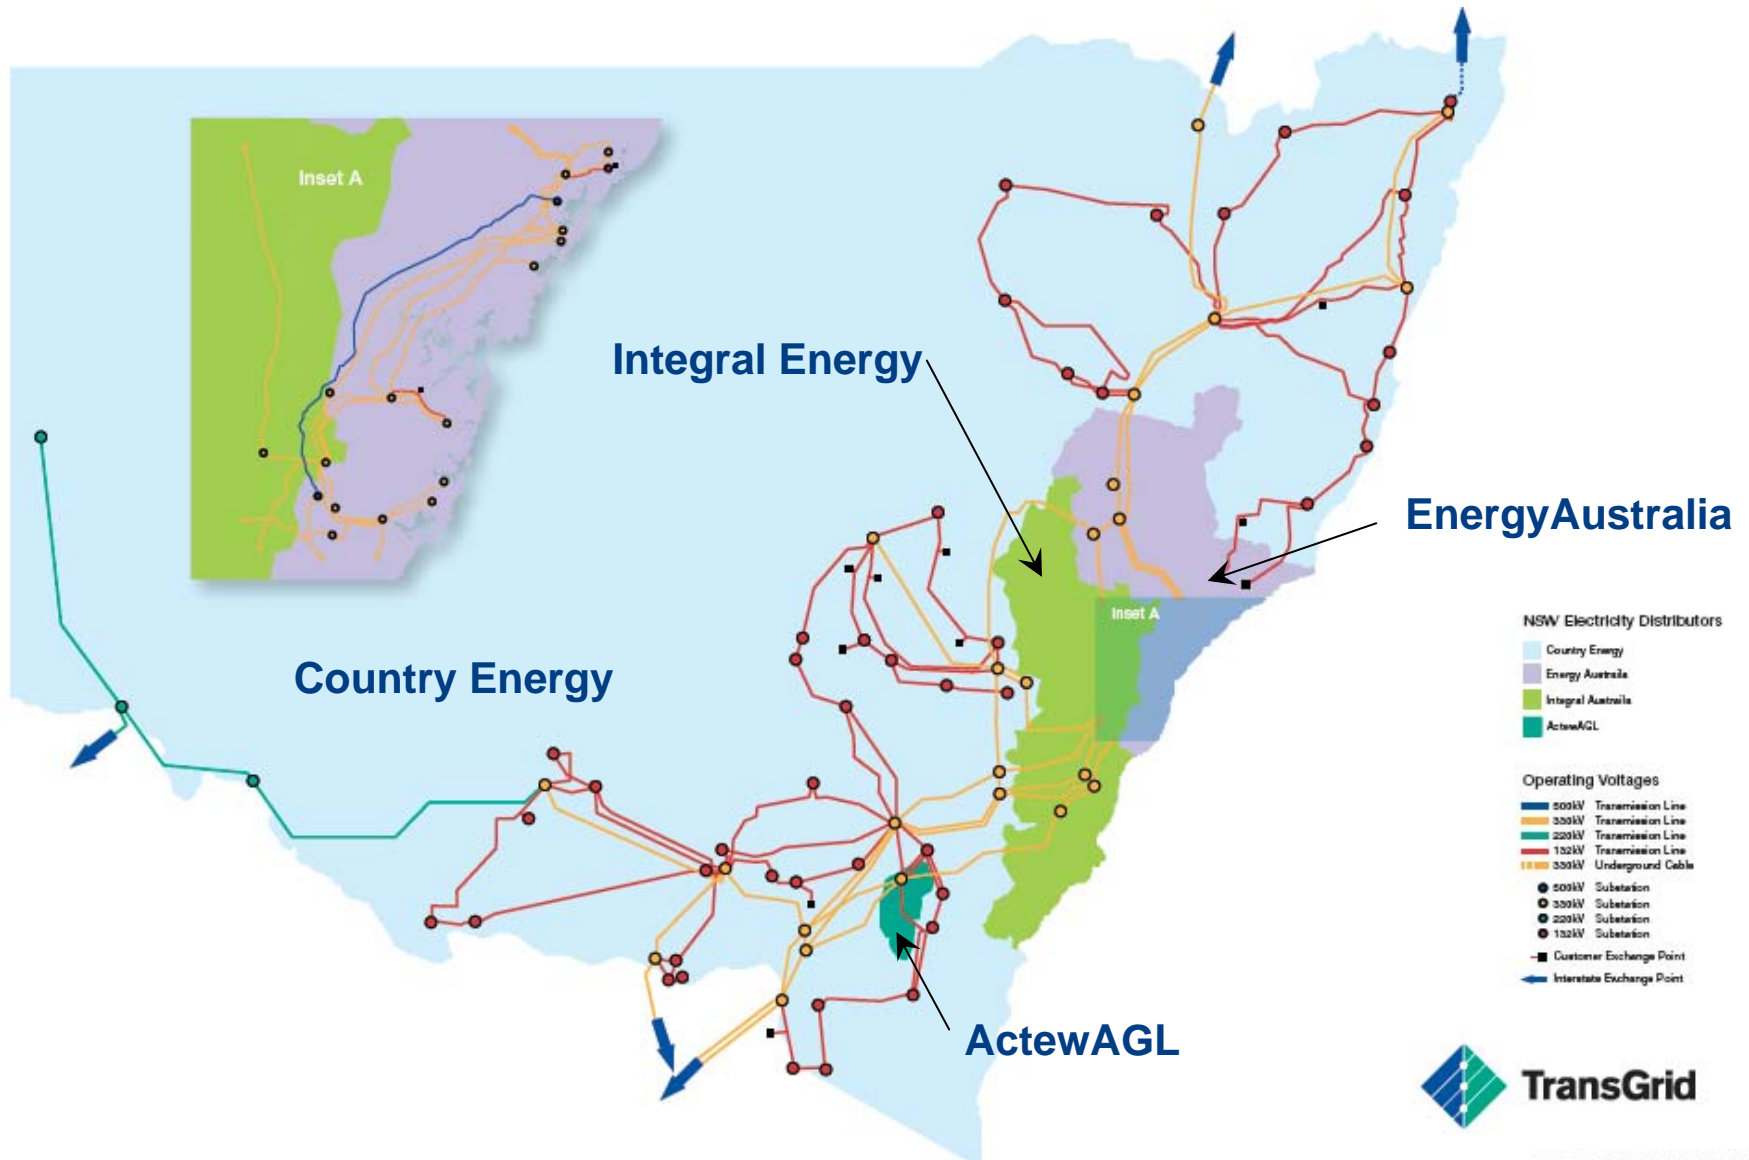 Inset A
Integral Energy
EnergyAustralia
Inset A
Country Energy
ActewAGL
NSW Electricity Distributors
Country Energy
Energy Australia
Integral Australia
ActewAGL
Operating Voltages
500kV Transmission Line
330kV Transmission Line
220kV Transmission Line
132kV Transmission Line
330kV Underground Cable
500kV Substation
330kV Substation
220kV Substation
132kV Substation
Customer Exchange Point
Interstate Exchange Point
TransGrid